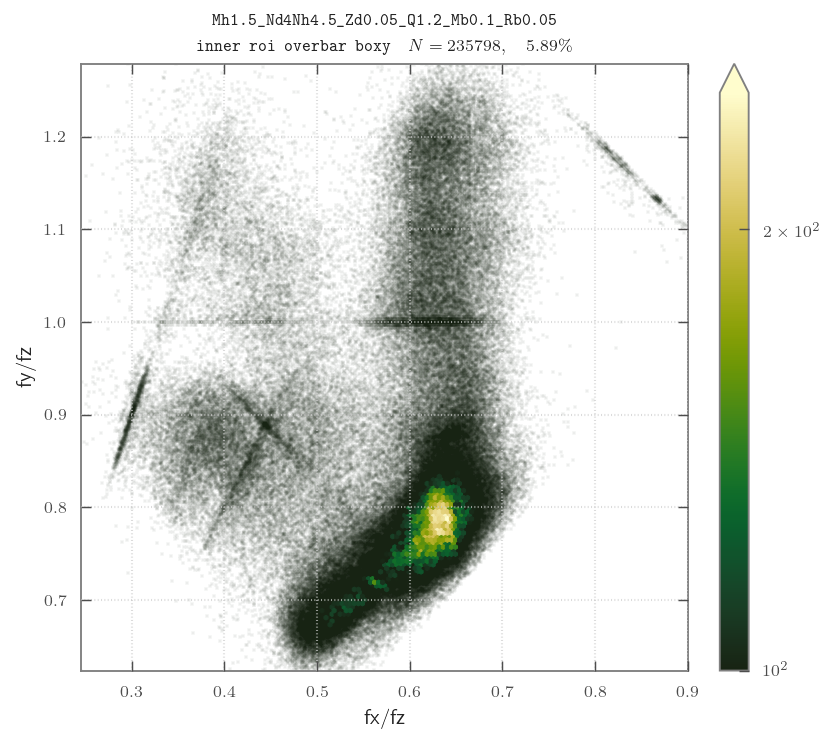 Mh1.5_Nd4Nh4.5_Zd0.05_Q1.2_Mb0.1_Rb0.05
inner roi overbar boxy N = 235798, 5.89%
1.2
1.1
1.0
0.9
0.8
0.7
fy/fz
0.3 0.4 0.5 0.6 0.7 0.8 0.9
fx/fz
2 × 10²
10²